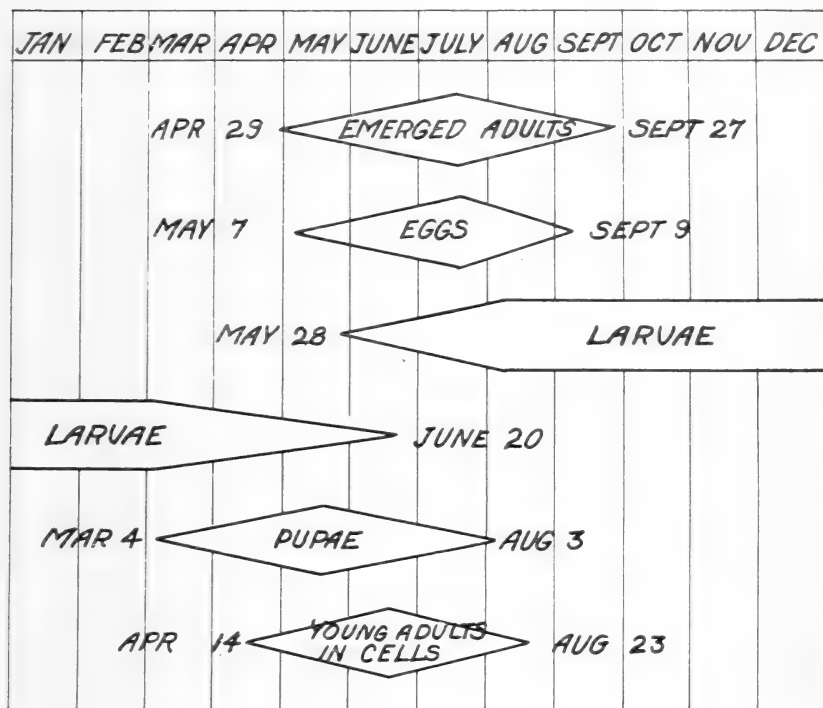 JAN FEB MAR APR MAY JUNE JULY AUG SEPT OCT NOV DEC
APR 29 EMERGED ADULTS SEPT 27
MAY 7 EGGS SEPT 9
MAY 28 LARVAE
LARVAE JUNE 20
MAR 4 PUPAE AUG 3
APR 14 YOUNG ADULTS
IN CELLS AUG 23